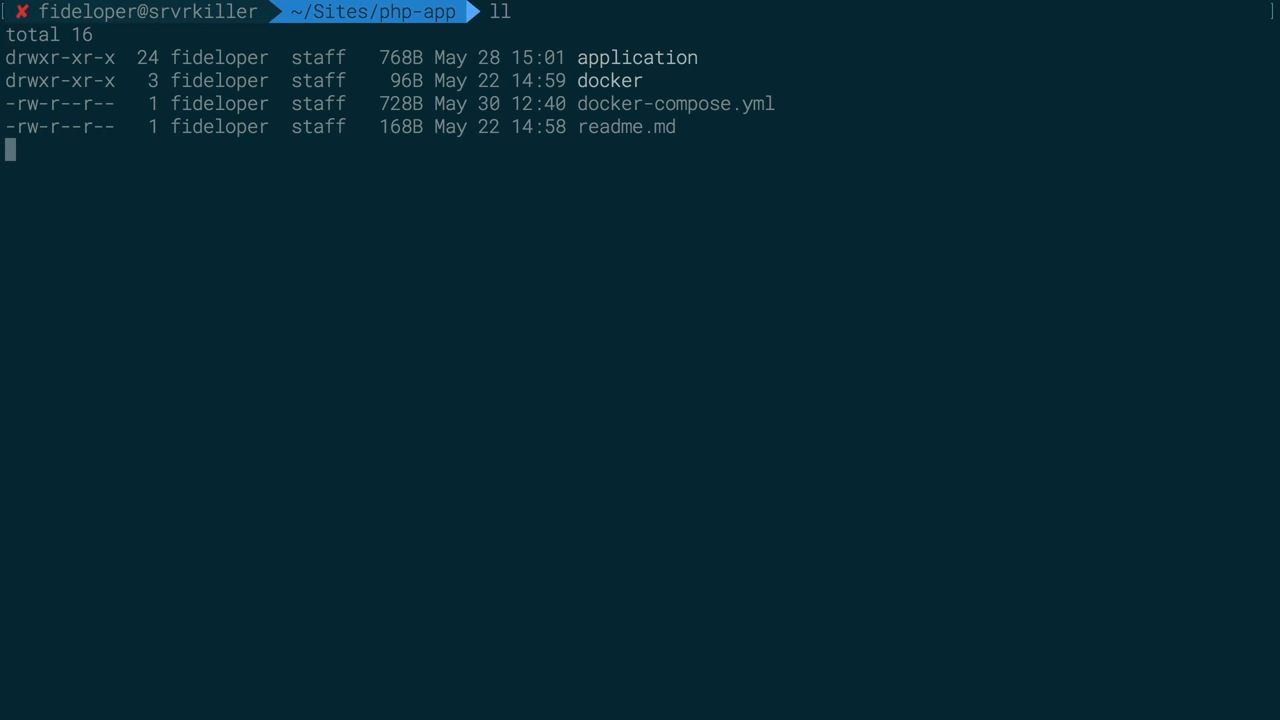 [ ✘ fideloper@srvrkiller ~/Sites/php-app ll ]
total 16
drwxr-xr-x  24 fideloper  staff   768B May 28 15:01 application
drwxr-xr-x   3 fideloper  staff    96B May 22 14:59 docker
-rw-r--r--   1 fideloper  staff   728B May 30 12:40 docker-compose.yml
-rw-r--r--   1 fideloper  staff   168B May 22 14:58 readme.md